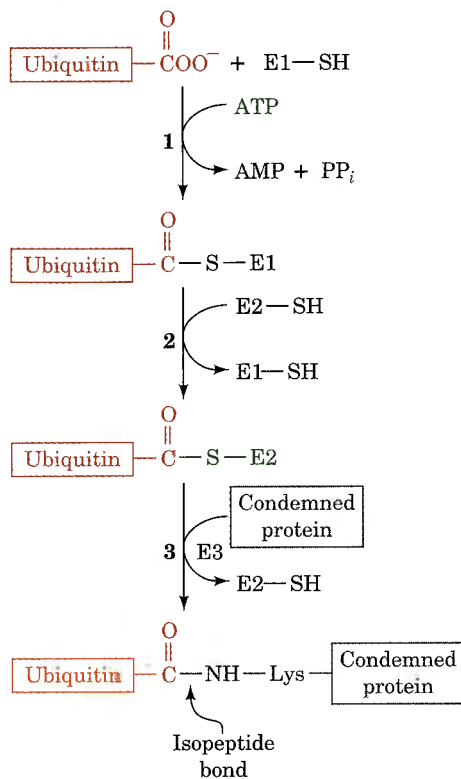 O
Ubiquitin COO⁻ + E1—SH
ATP
1
AMP + PPᵢ
O
Ubiquitin —C—S—E1
E2—SH
2
E1—SH
O
Ubiquitin —C—S—E2
Condemned
protein
3 E3
E2—SH
O
Ubiquitin —C—NH—Lys— Condemned
protein
Isopeptide
bond